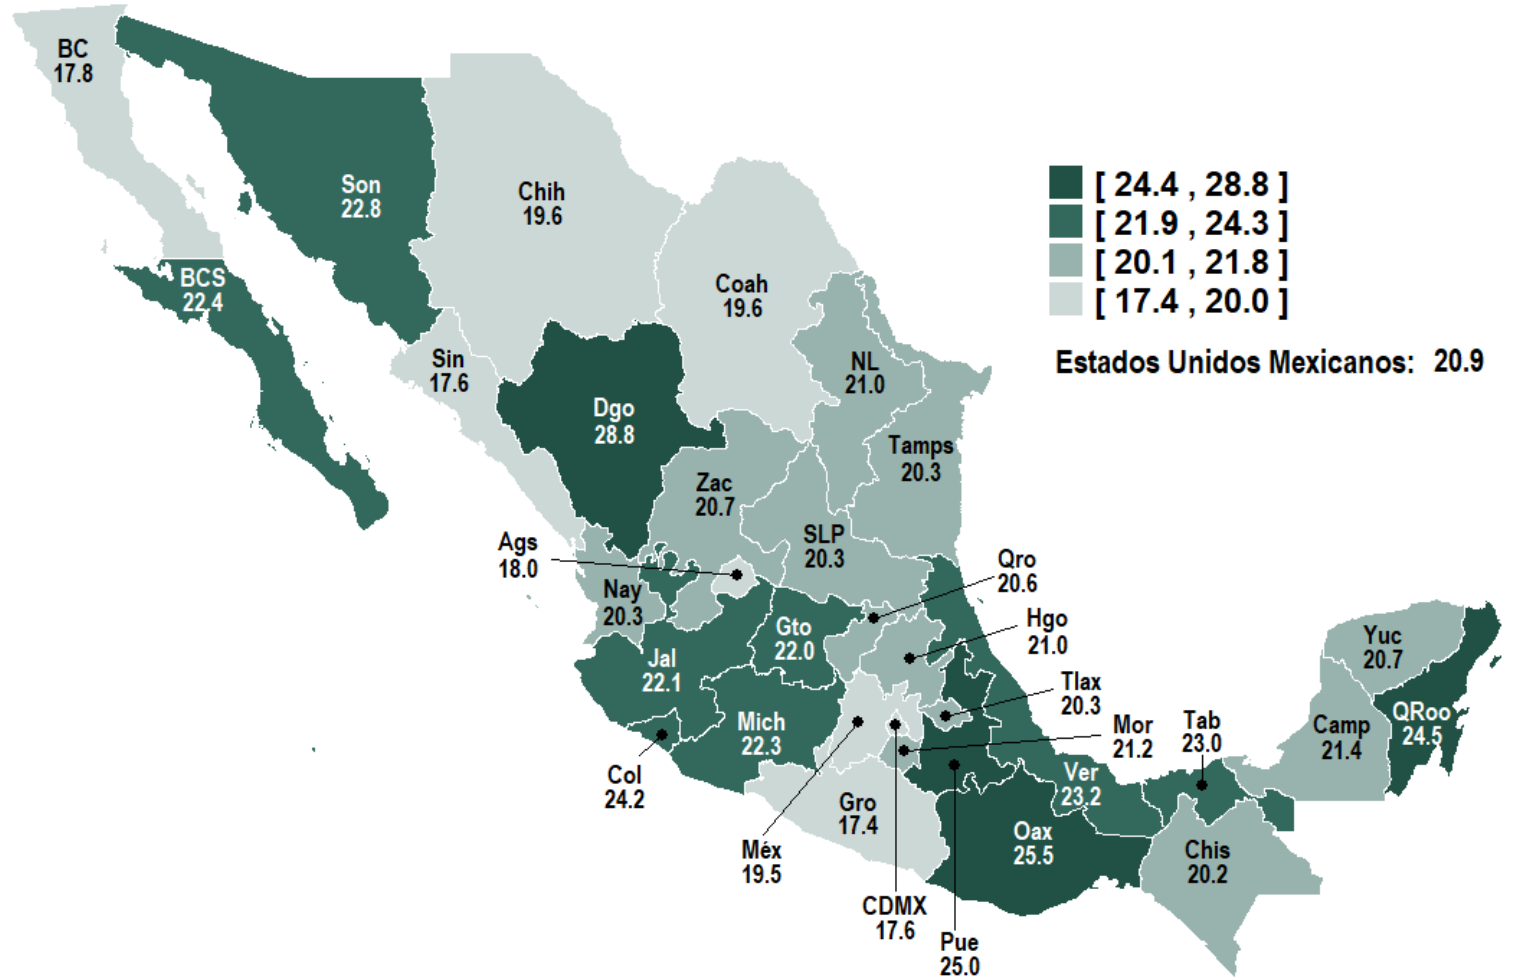 BC
17.8
Son
22.8
Chih
19.6
[ 24.4 , 28.8 ]
[ 21.9 , 24.3 ]
[ 20.1 , 21.8 ]
[ 17.4 , 20.0 ]
Estados Unidos Mexicanos: 20.9
BCS
22.4
Coah
19.6
Sin
17.6
NL
21.0
Dgo
28.8
Tamps
20.3
Zac
20.7
SLP
20.3
Ags
18.0
Qro
20.6
Nay
20.3
Hgo
21.0
Gto
22.0
Yuc
20.7
Jal
22.1
Tlax
20.3
Mich
22.3
Mor
21.2
Tab
23.0
Camp
21.4
QRoo
24.5
Col
24.2
Ver
23.2
Gro
17.4
Oax
25.5
Méx
19.5
Chis
20.2
CDMX
17.6
Pue
25.0